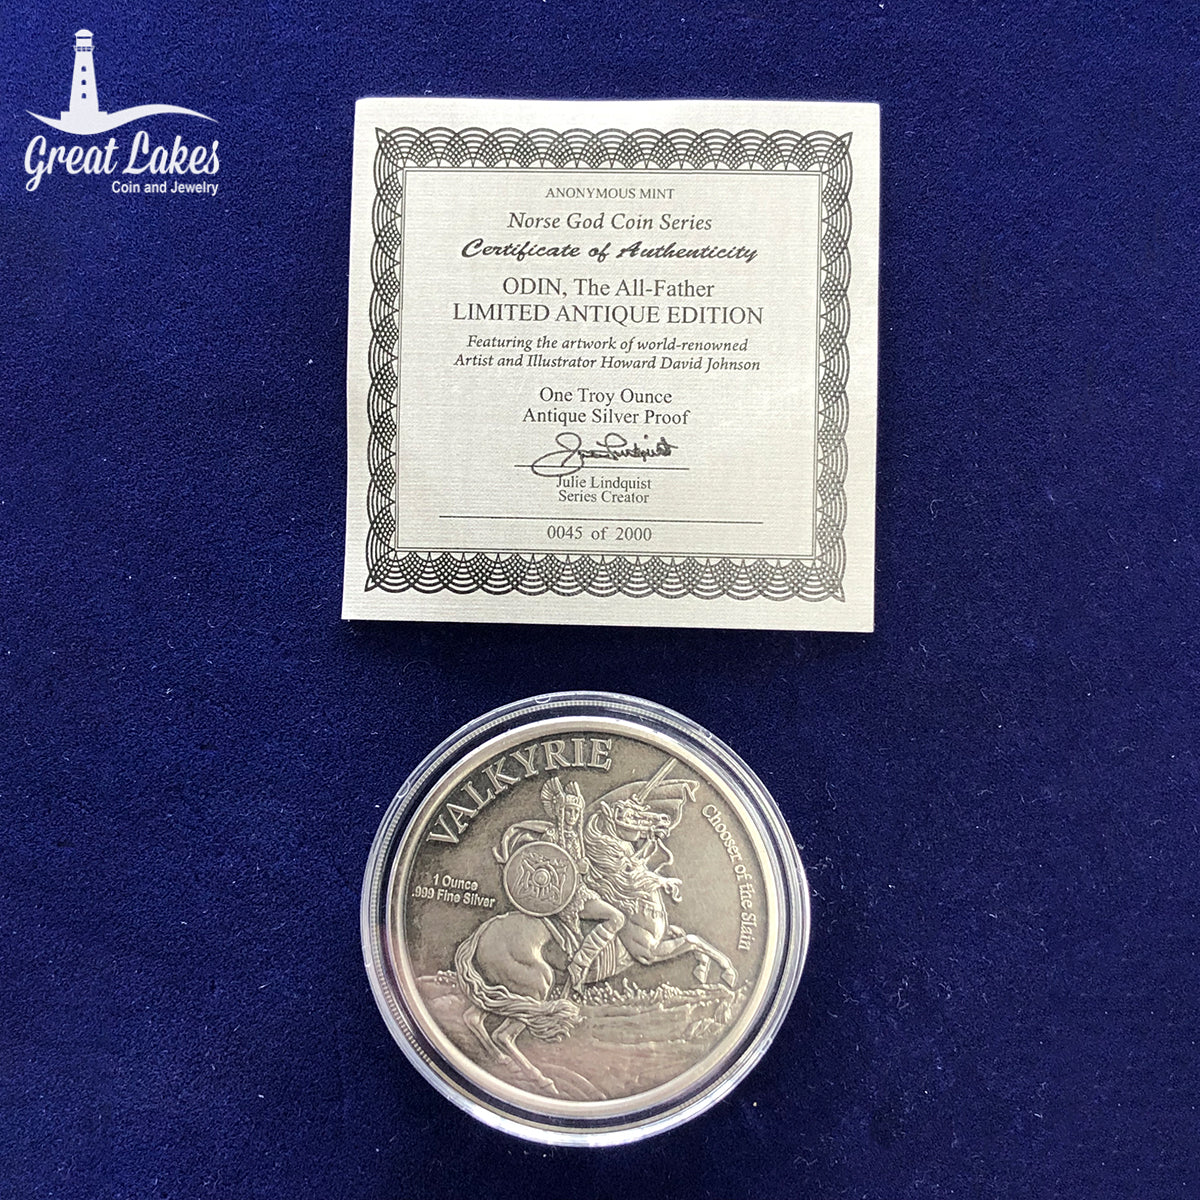 Great Lakes
Coin and Jewelry
ANONYMOUS MINT
Norse God Coin Series
Certificate of Authenticity
ODIN, The All-Father
LIMITED ANTIQUE EDITION
Featuring the artwork of world-renowned
Artist and Illustrator Howard David Johnson
One Troy Ounce
Antique Silver Proof
Julie Lindquist
Julie Lindquist
Series Creator
0045 of 2000
VALKYRIE
Chooser of the Slain
1 Ounce
.999 Fine Silver